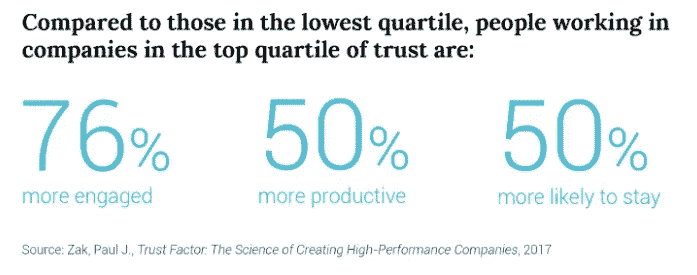 Compared to those in the lowest quartile, people working in
companies in the top quartile of trust are:
76% 50% 50%
more engaged more productive more likely to stay
Source: Zak, Paul J., Trust Factor: The Science of Creating High-Performance Companies, 2017